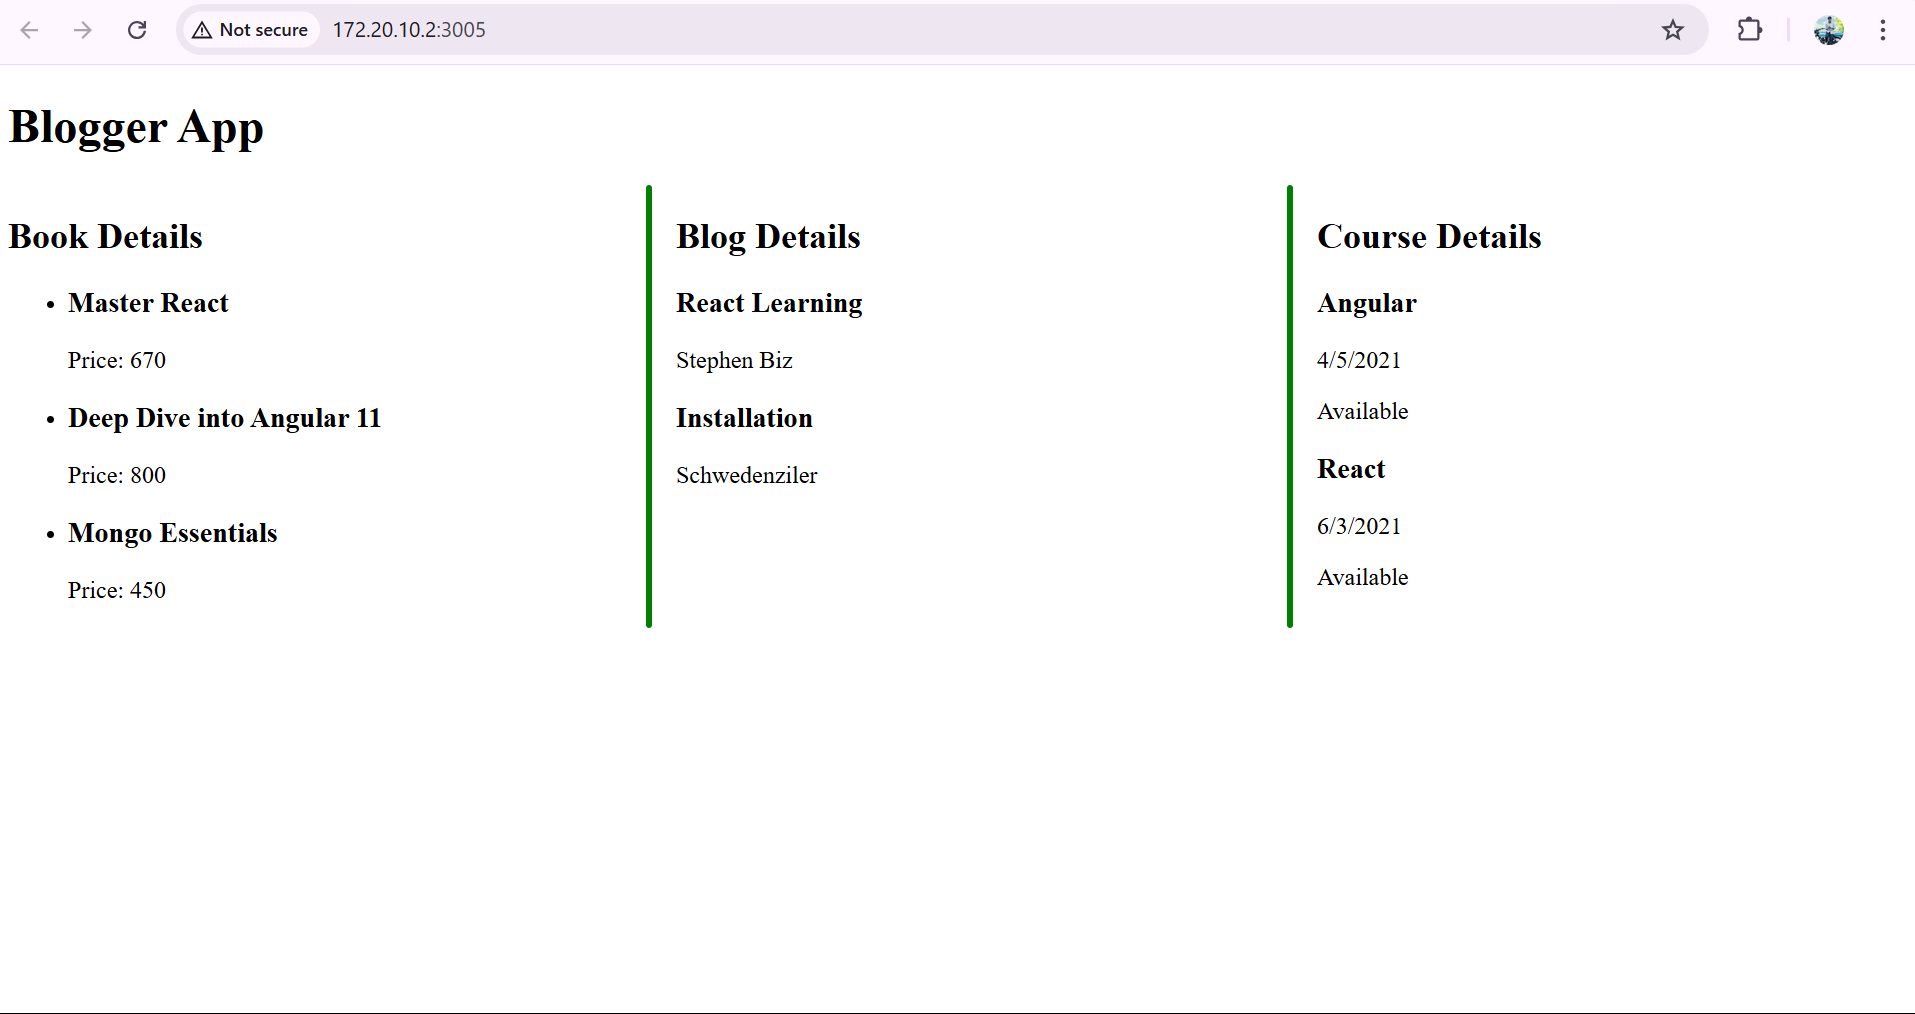 Not secure 172.20.10.2:3005
Blogger App
Book Details
• Master React
Price: 670
• Deep Dive into Angular 11
Price: 800
• Mongo Essentials
Price: 450
Blog Details
React Learning
Stephen Biz
Installation
Schwedenziler
Course Details
Angular
4/5/2021
Available
React
6/3/2021
Available